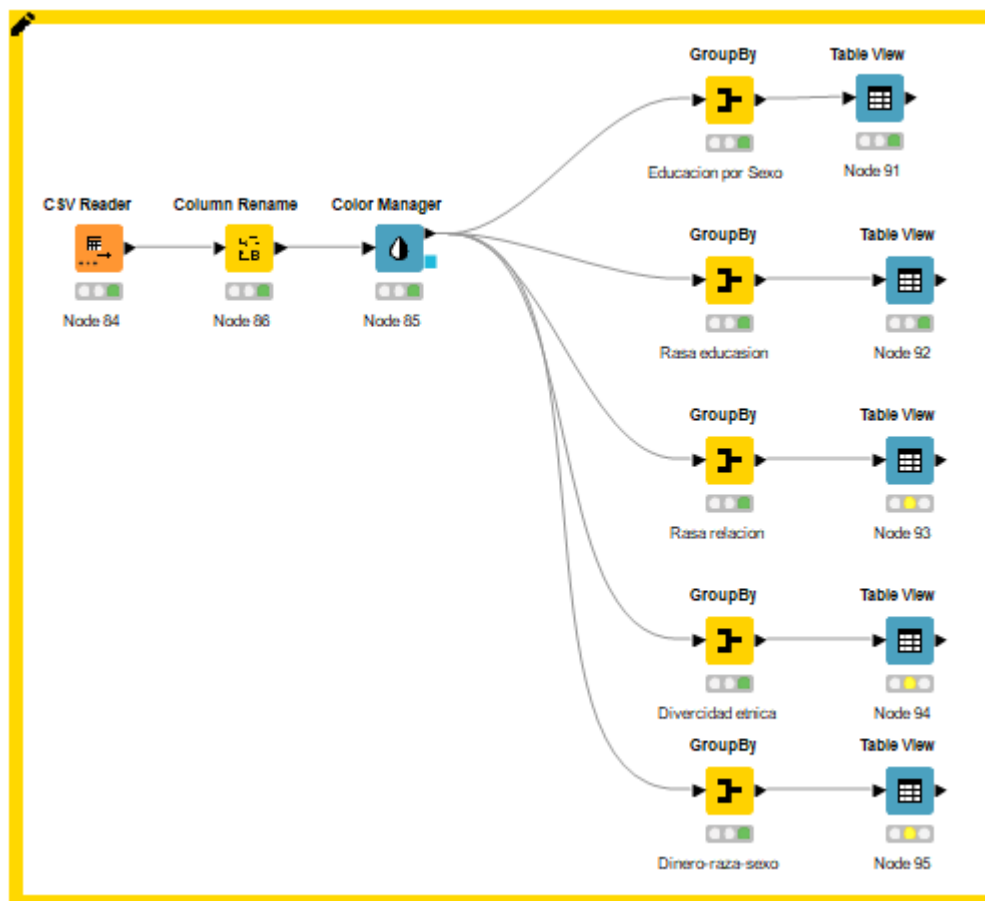 GroupBy
Table View
Educacion por Sexo
Node 91
CSV Reader
Column Rename
Color Manager
Node 84
Node 86
Node 85
GroupBy
Table View
Rasa educasion
Node 92
GroupBy
Table View
Rasa relacion
Node 93
GroupBy
Table View
Divercidad etnica
Node 94
GroupBy
Table View
Dinero-raza-sexo
Node 95